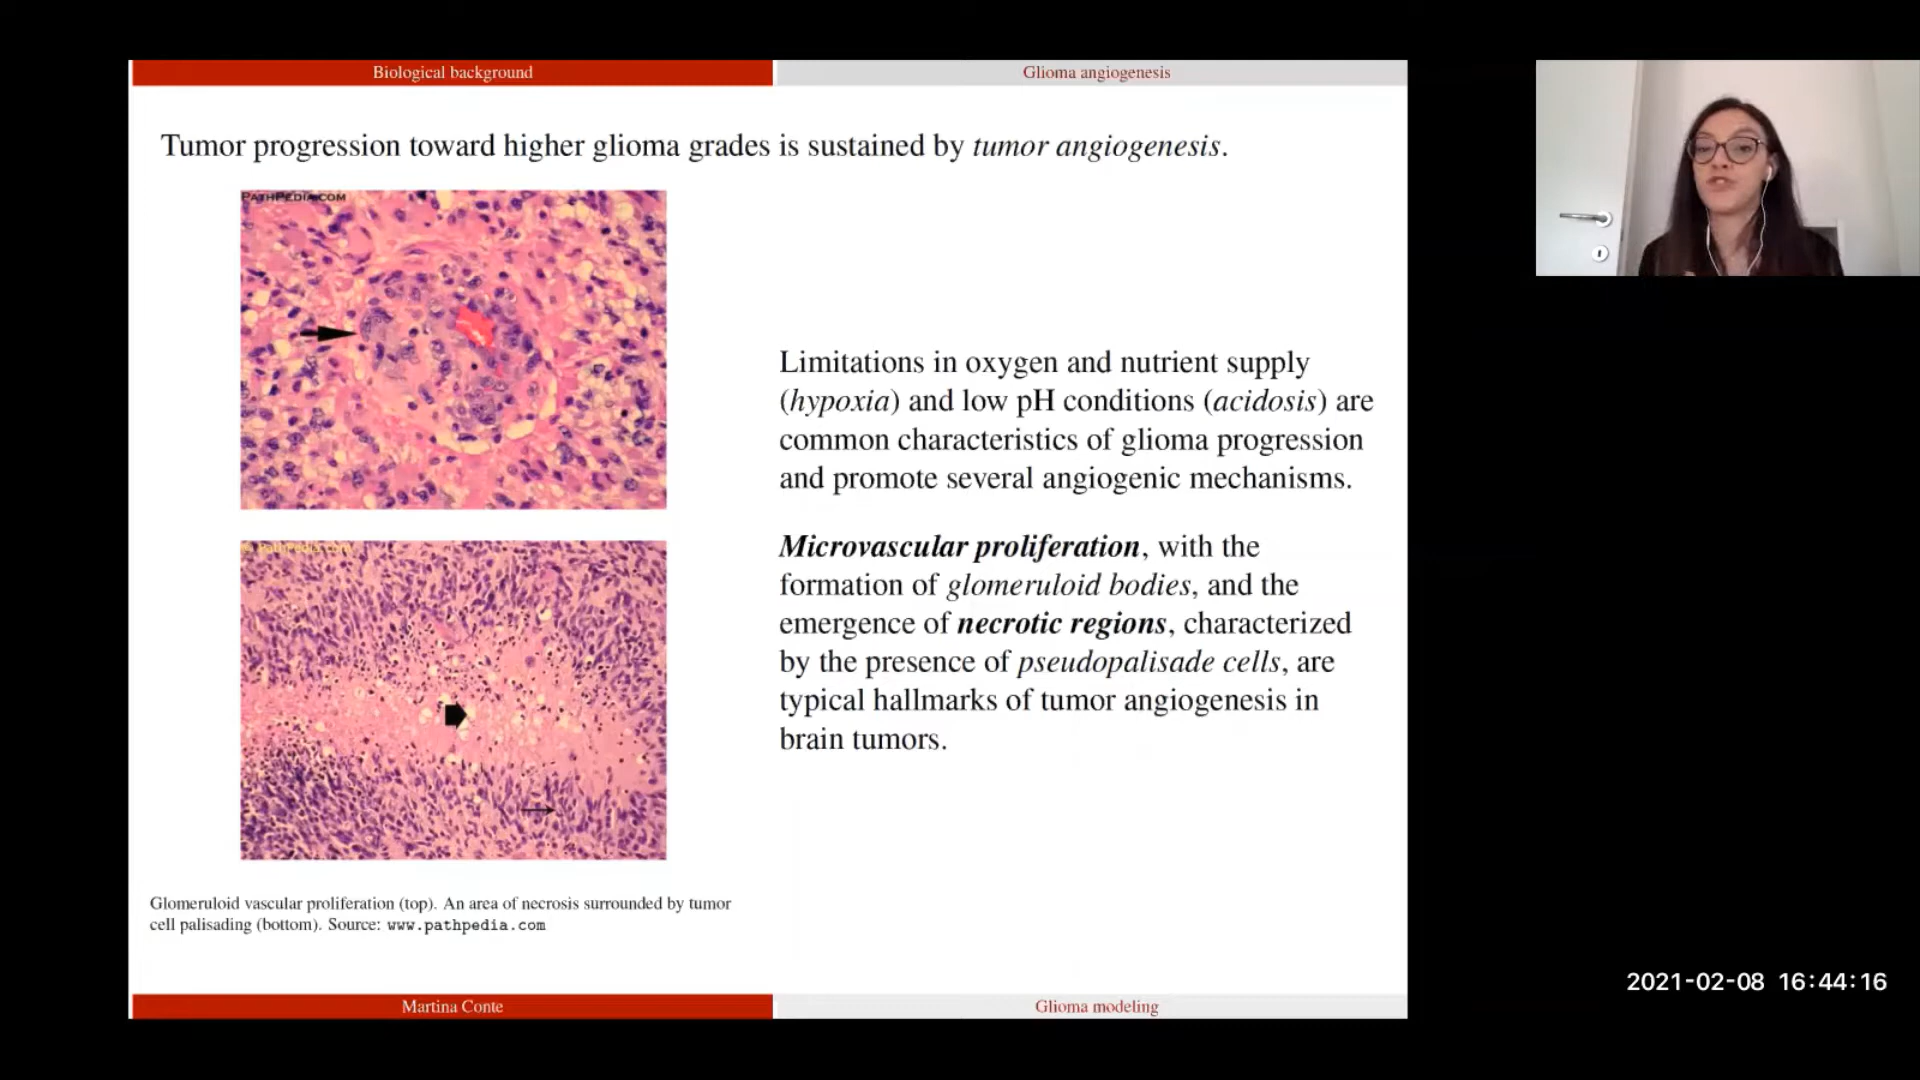 Biological background
Glioma angiogenesis
Tumor progression toward higher glioma grades is sustained by tumor angiogenesis.
PATHPEDIA.COM
Limitations in oxygen and nutrient supply
(hypoxia) and low pH conditions (acidosis) are
common characteristics of glioma progression
and promote several angiogenic mechanisms.
Microvascular proliferation, with the
formation of glomeruloid bodies, and the
emergence of necrotic regions, characterized
by the presence of pseudopalisade cells, are
typical hallmarks of tumor angiogenesis in
brain tumors.
© PathPedia.com
Glomeruloid vascular proliferation (top). An area of necrosis surrounded by tumor
cell palisading (bottom). Source: www.pathpedia.com
Martina Conte
Glioma modeling
2021-02-08 16:44:16